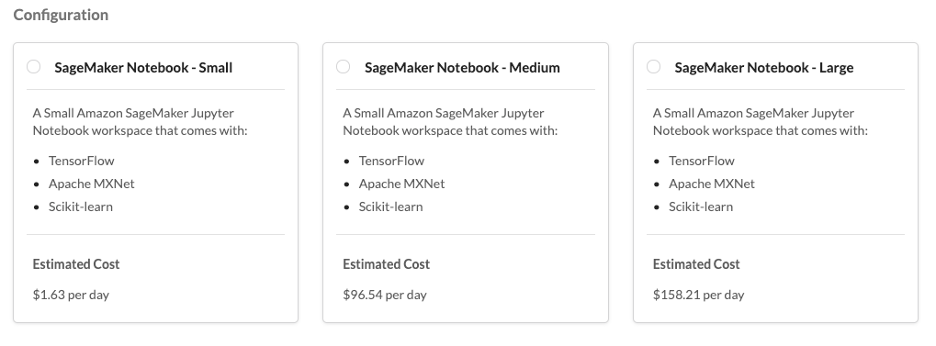 Configuration
SageMaker Notebook - Small
A Small Amazon SageMaker Jupyter
Notebook workspace that comes with:
TensorFlow
Apache MXNet
Scikit-learn
Estimated Cost
$1.63 per day
SageMaker Notebook - Medium
A Small Amazon SageMaker Jupyter
Notebook workspace that comes with:
TensorFlow
Apache MXNet
Scikit-learn
Estimated Cost
$96.54 per day
SageMaker Notebook - Large
A Small Amazon SageMaker Jupyter
Notebook workspace that comes with:
TensorFlow
Apache MXNet
Scikit-learn
Estimated Cost
$158.21 per day